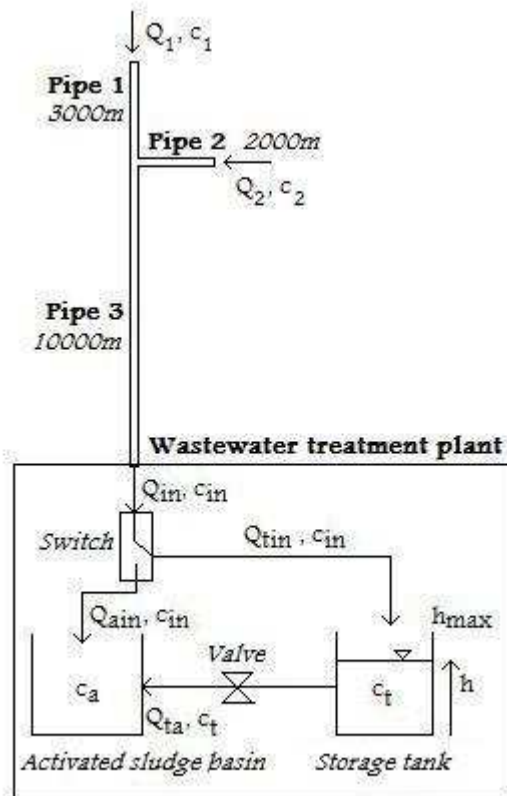 Q1, c1
Pipe 1
3000m
Pipe 2 2000m
Q2, c2
Pipe 3
10000m
Wastewater treatment plant
Qin, cin
Switch
Qtin, cin
Qain, cin
hmax
Valve
ca
ct
h
Qta, ct
Activated sludge basin
Storage tank